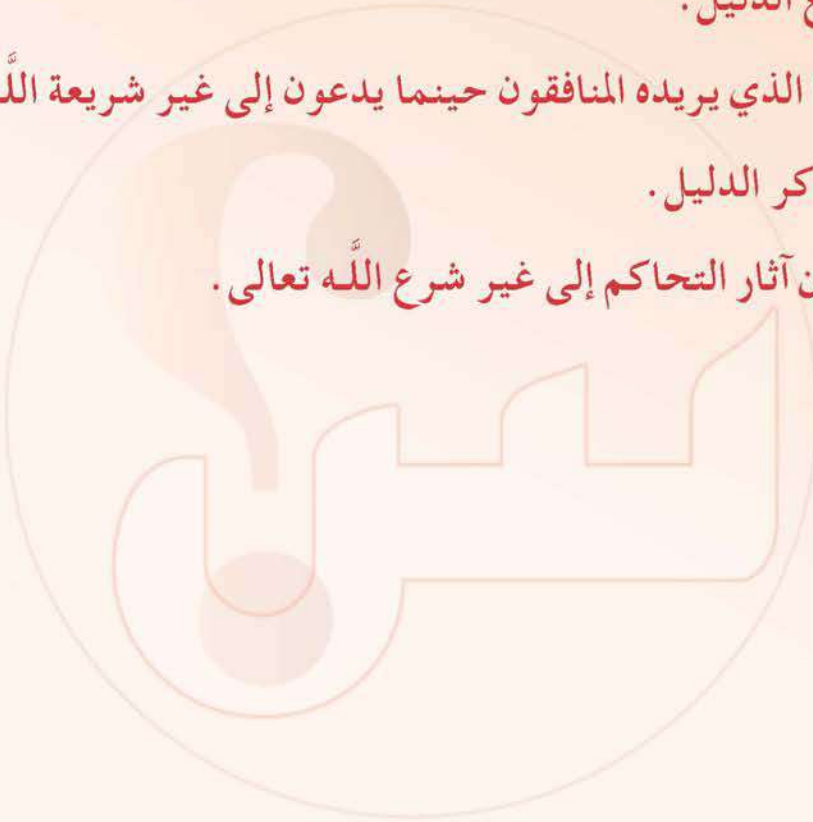 الدليل.
الذي يريده المنافقون حينما يدعون إلى غير شريعة
كر الدليل.
آثار التحاكم إلى غير شرع اللَّه تعالى.
س؟